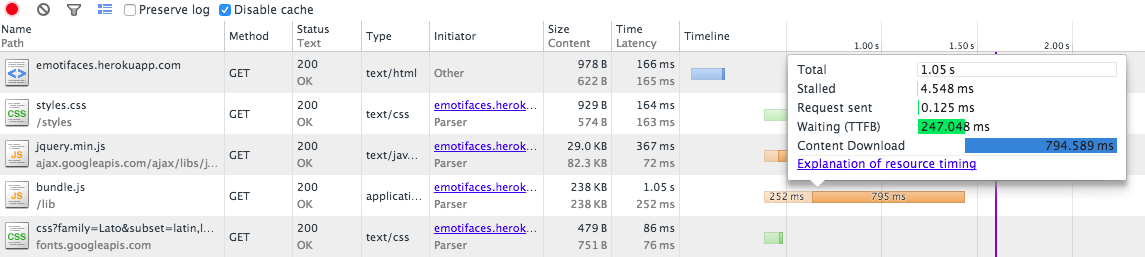 Preserve log Disable cache
Name Method Status Type Initiator Size Time Timeline
Path Text Content Latency 1.00 s 1.50 s 2.00 s
emotifaces.herokuapp.com GET 200 text/html Other 978 B 166 ms
OK 622 B 165 ms
styles.css GET 200 text/css emotifaces.herok... 929 B 164 ms
/styles OK Parser 574 B 163 ms
jquery.min.js GET 200 text/jav... emotifaces.herok... 29.0 KB 367 ms
ajax.googleapis.com/ajax/libs/j... OK Parser 82.3 KB 72 ms
bundle.js GET 200 applicati... emotifaces.herok... 238 KB 1.05 s
/lib OK Parser 238 KB 252 ms
252 ms 795 ms
css?family=Lato&subset=latin,l... GET 200 text/css emotifaces.herok... 479 B 86 ms
fonts.googleapis.com OK Parser 751 B 76 ms
Total 1.05 s
Stalled 4.548 ms
Request sent 0.125 ms
Waiting (TTFB) 247.048 ms
Content Download 794.589 ms
Explanation of resource timing
HTML
CSS
JS
JS
CSS